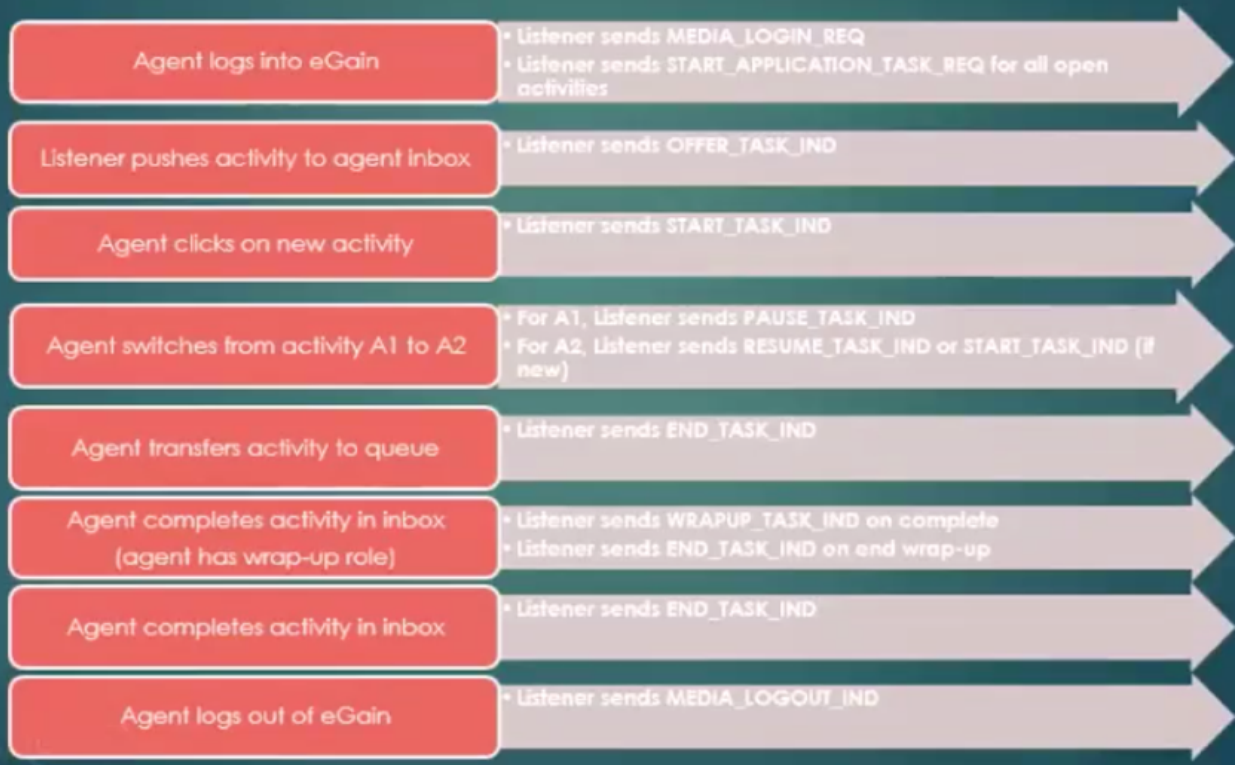 Agent logs into eGain
• Listener sends MEDIA_LOGIN_REQ
• Listener sends START_APPLICATION_TASK_REQ for all open
activities
Listener pushes activity to agent inbox
• Listener sends OFFER_TASK_IND
Agent clicks on new activity
• Listener sends START_TASK_IND
Agent switches from activity A1 to A2
• For A1, Listener sends PAUSE_TASK_IND
• For A2, Listener sends RESUME_TASK_IND or START_TASK_IND (if
new)
Agent transfers activity to queue
• Listener sends END_TASK_IND
Agent completes activity in inbox
(agent has wrap-up role)
• Listener sends WRAPUP_TASK_IND on complete
• Listener sends END_TASK_IND on end wrap-up
Agent completes activity in inbox
• Listener sends END_TASK_IND
Agent logs out of eGain
• Listener sends MEDIA_LOGOUT_IND